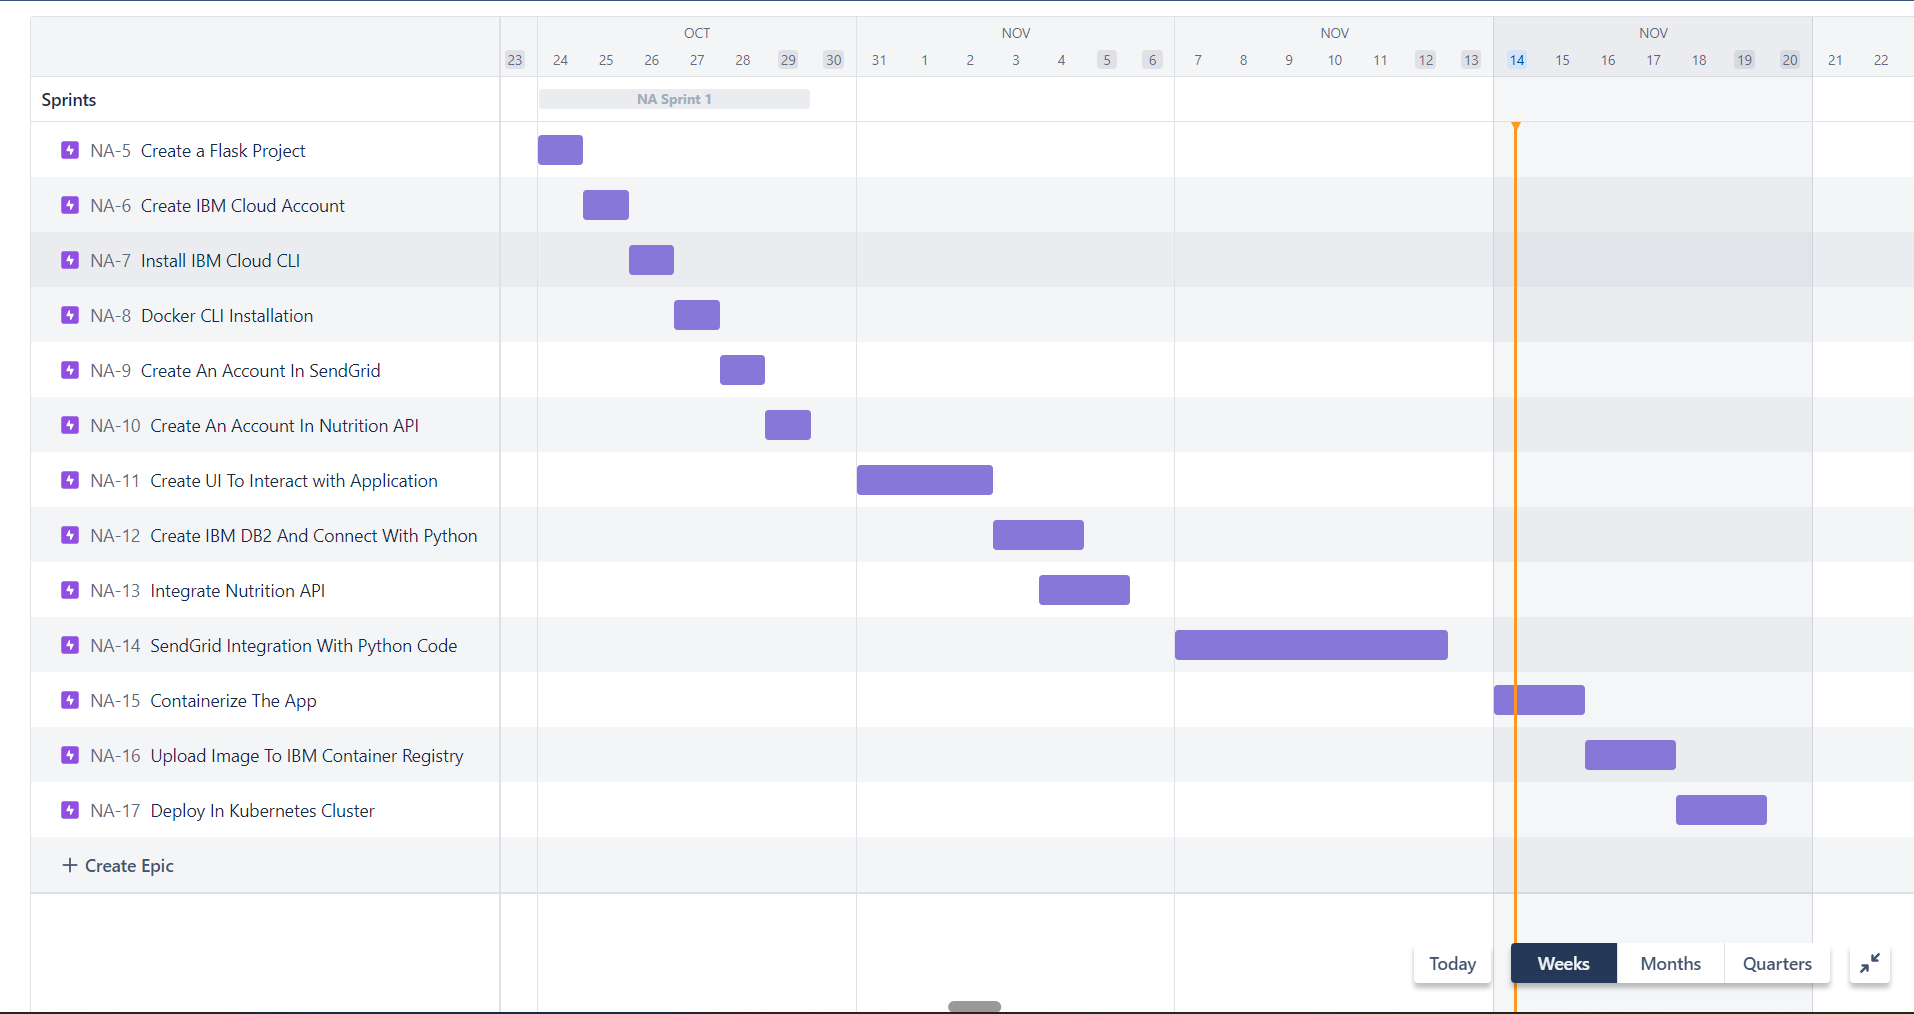 OCT NOV NOV NOV
23 24 25 26 27 28 29 30 31 1 2 3 4 5 6 7 8 9 10 11 12 13 14 15 16 17 18 19 20 21 22
Sprints NA Sprint 1
NA-5 Create a Flask Project
NA-6 Create IBM Cloud Account
NA-7 Install IBM Cloud CLI
NA-8 Docker CLI Installation
NA-9 Create An Account In SendGrid
NA-10 Create An Account In Nutrition API
NA-11 Create UI To Interact with Application
NA-12 Create IBM DB2 And Connect With Python
NA-13 Integrate Nutrition API
NA-14 SendGrid Integration With Python Code
NA-15 Containerize The App
NA-16 Upload Image To IBM Container Registry
NA-17 Deploy In Kubernetes Cluster
+ Create Epic
Today Weeks Months Quarters